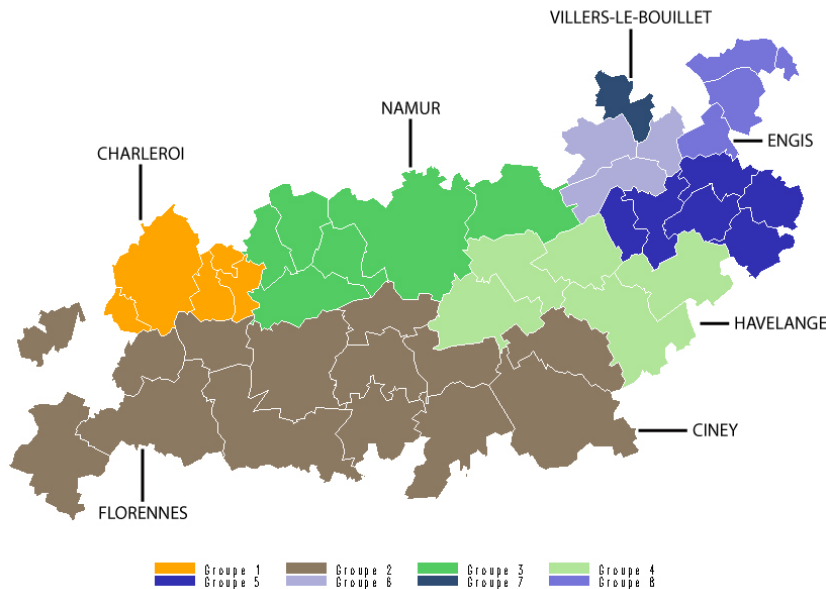 VILLERS-LE-BOUILLET
NAMUR
CHARLEROI
ENGIS
HAVELANGE
CINEY
FLORENNES
Groupe 1 Groupe 2 Groupe 3 Groupe 4
Groupe 5 Groupe 6 Groupe 7 Groupe 8